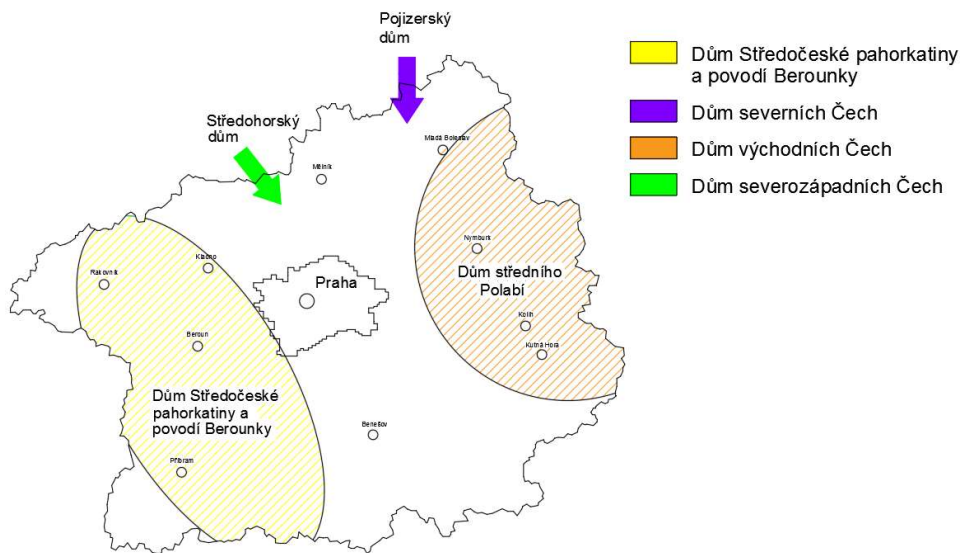 Pojizerský
dům
Dům Středočeské pahorkatiny
a povodí Berounky
Dům severních Čech
Dům východních Čech
Dům severozápadních Čech
Středohorský
dům
Mladá Boleslav
Mělník
Nymburk
Kladno
Rakovník
Praha
Dům středního
Polabí
Kolín
Kutná Hora
Beroun
Dům Středočeské
pahorkatiny a
povodí Berounky
Benešov
Příbram